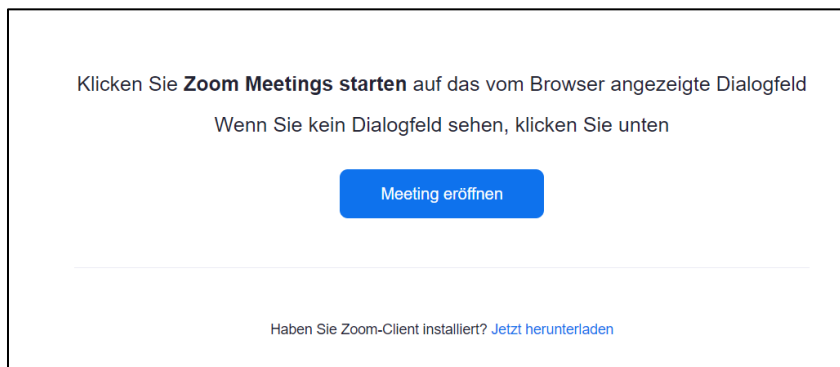 Klicken Sie Zoom Meetings starten auf das vom Browser angezeigte Dialogfeld
Wenn Sie kein Dialogfeld sehen, klicken Sie unten
Meeting eröffnen
Haben Sie Zoom-Client installiert? Jetzt herunterladen